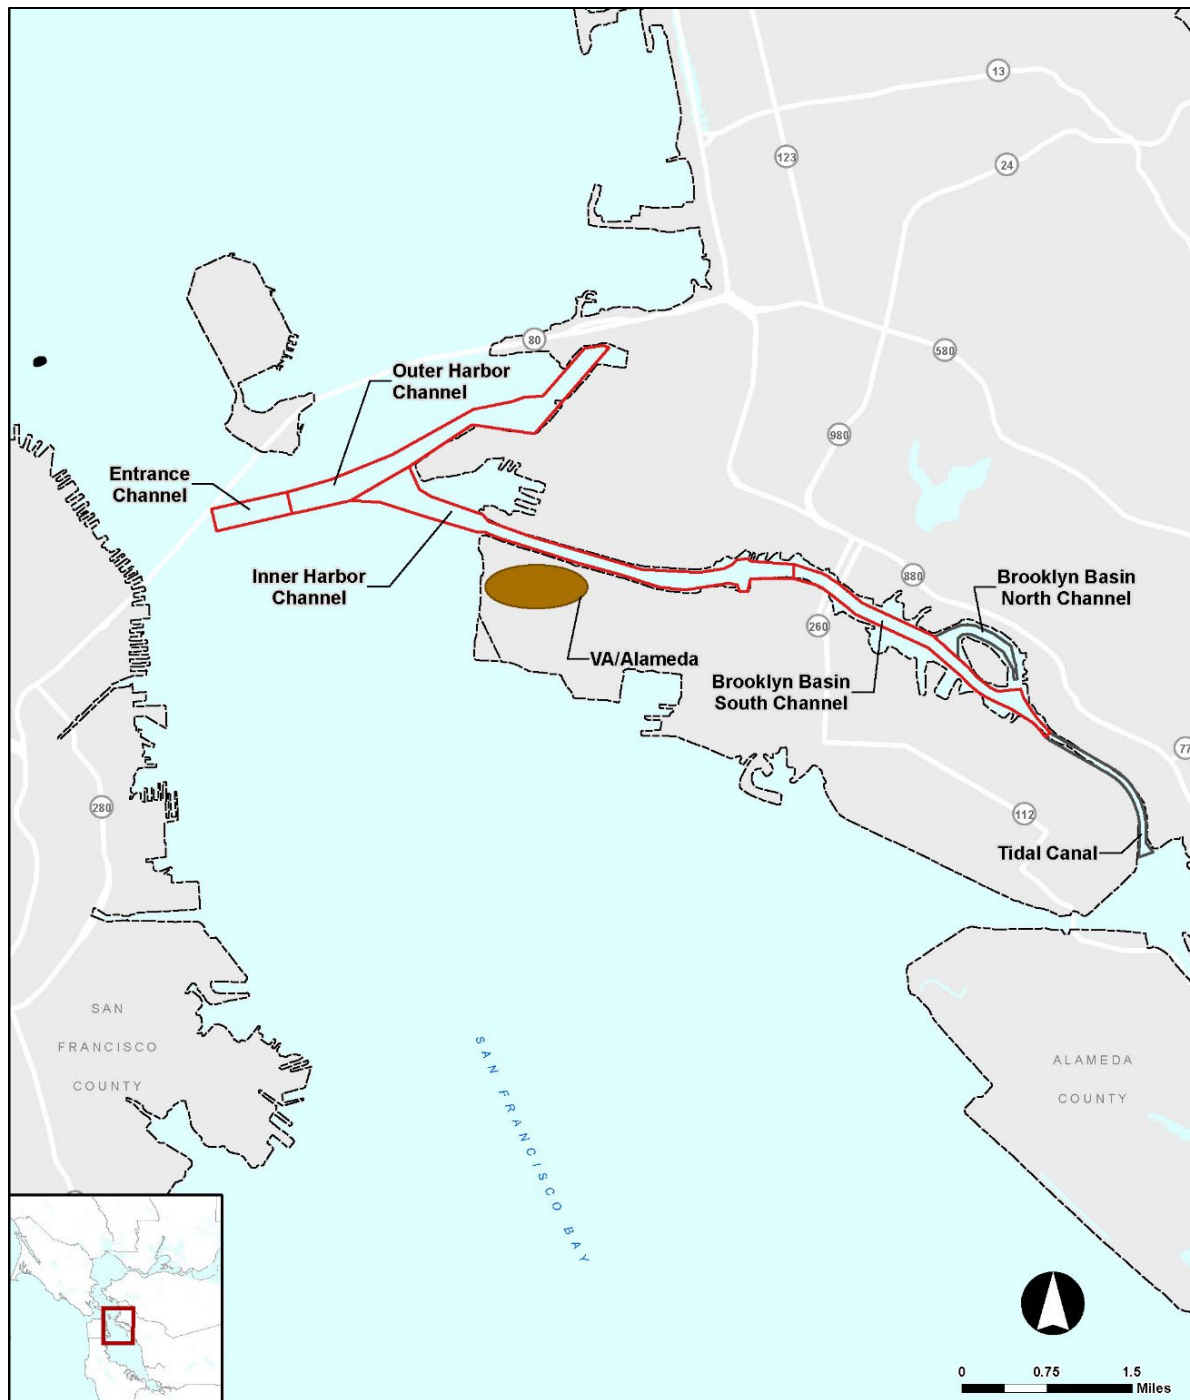 13
123
24
80
580
Outer Harbor
Channel
980
Entrance
Channel
Inner Harbor
Channel
880
Brooklyn Basin
North Channel
260
VA/Alameda
Brooklyn Basin
South Channel
77
280
112
Tidal Canal
SAN
FRANCISCO
COUNTY
SAN FRANCISCO BAY
ALAMEDA
COUNTY
0 0.75 1.5
Miles